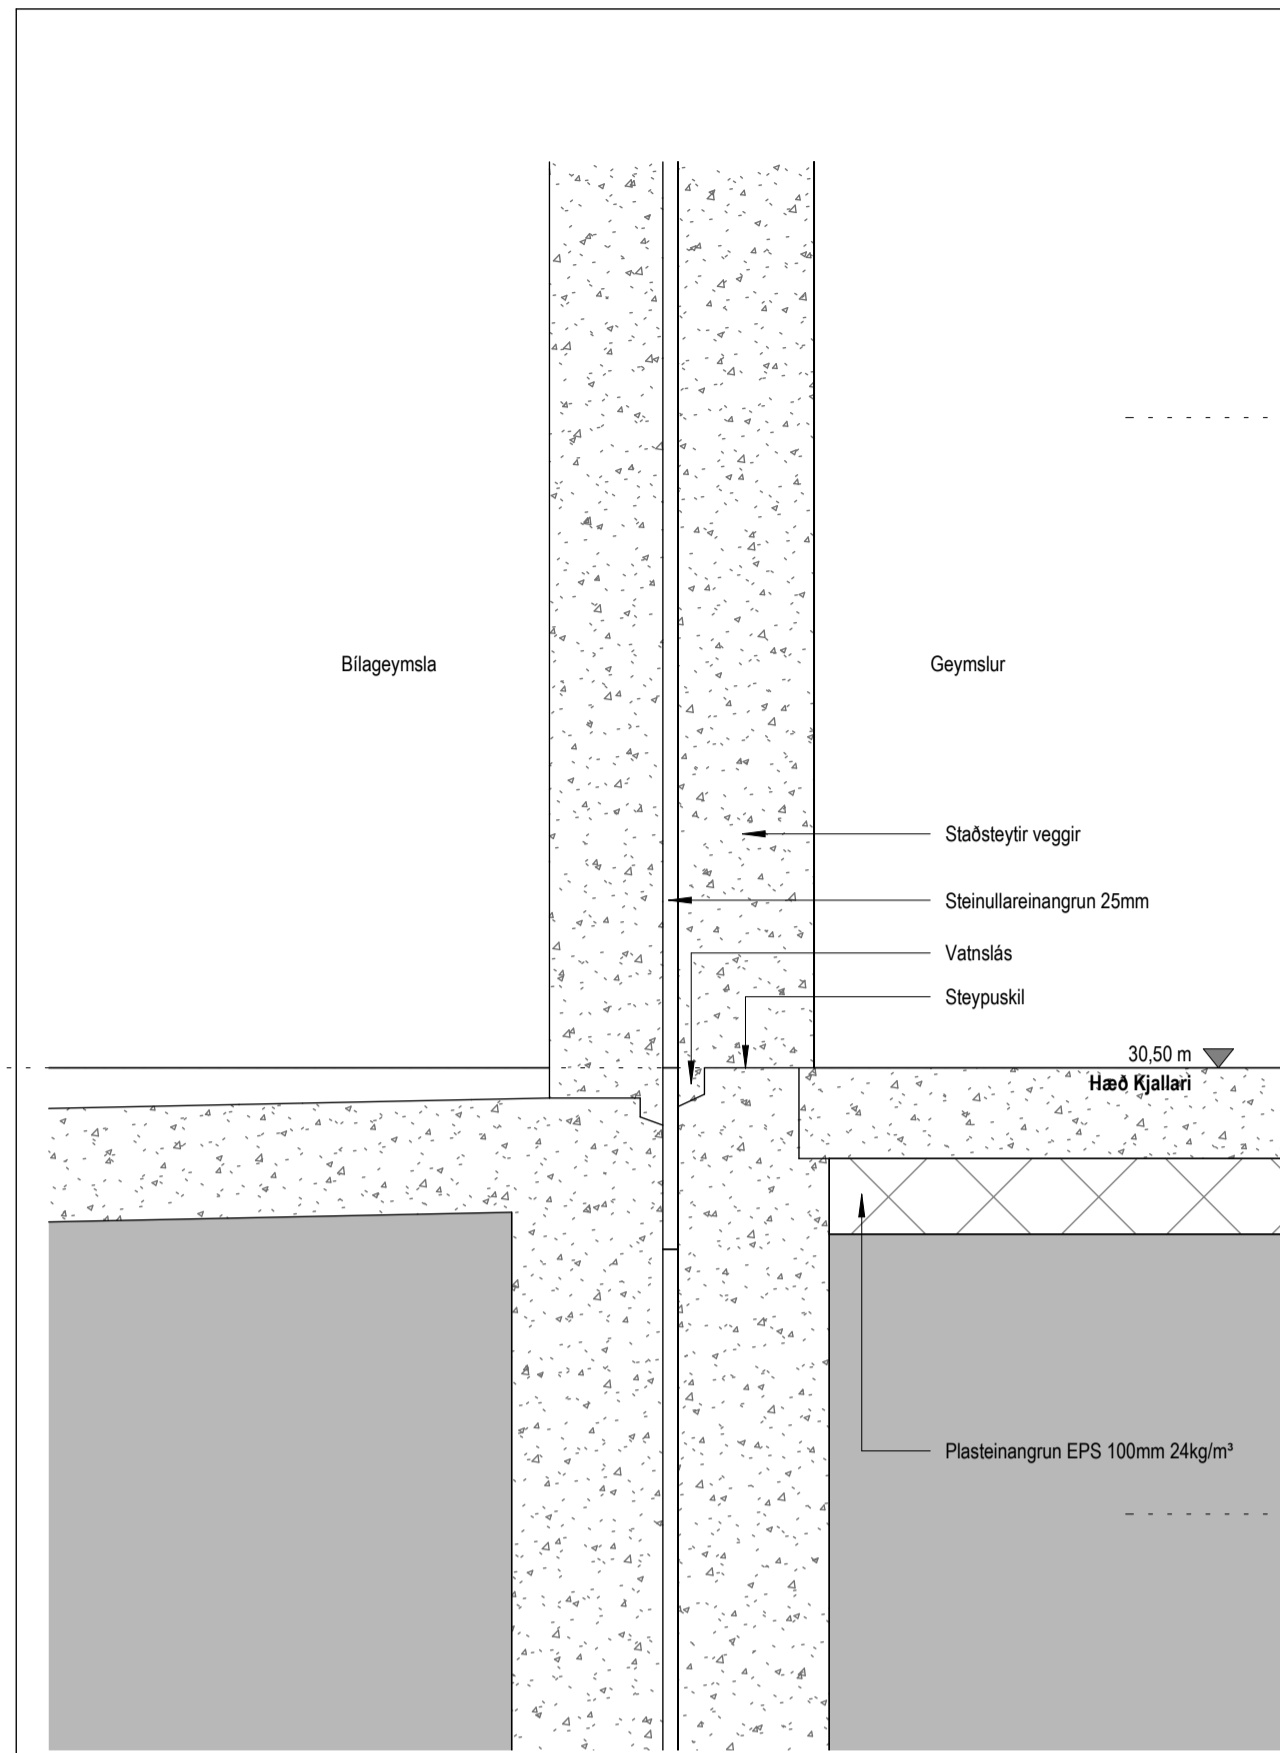 Bílageymsla
Geymslur
Staðsteytir veggir
Steinullareinangrun 25mm
Vatnslás
Steypuskil
30,50 m
Hæð Kjallari
Plasteinangrun EPS 100mm 24kg/m³